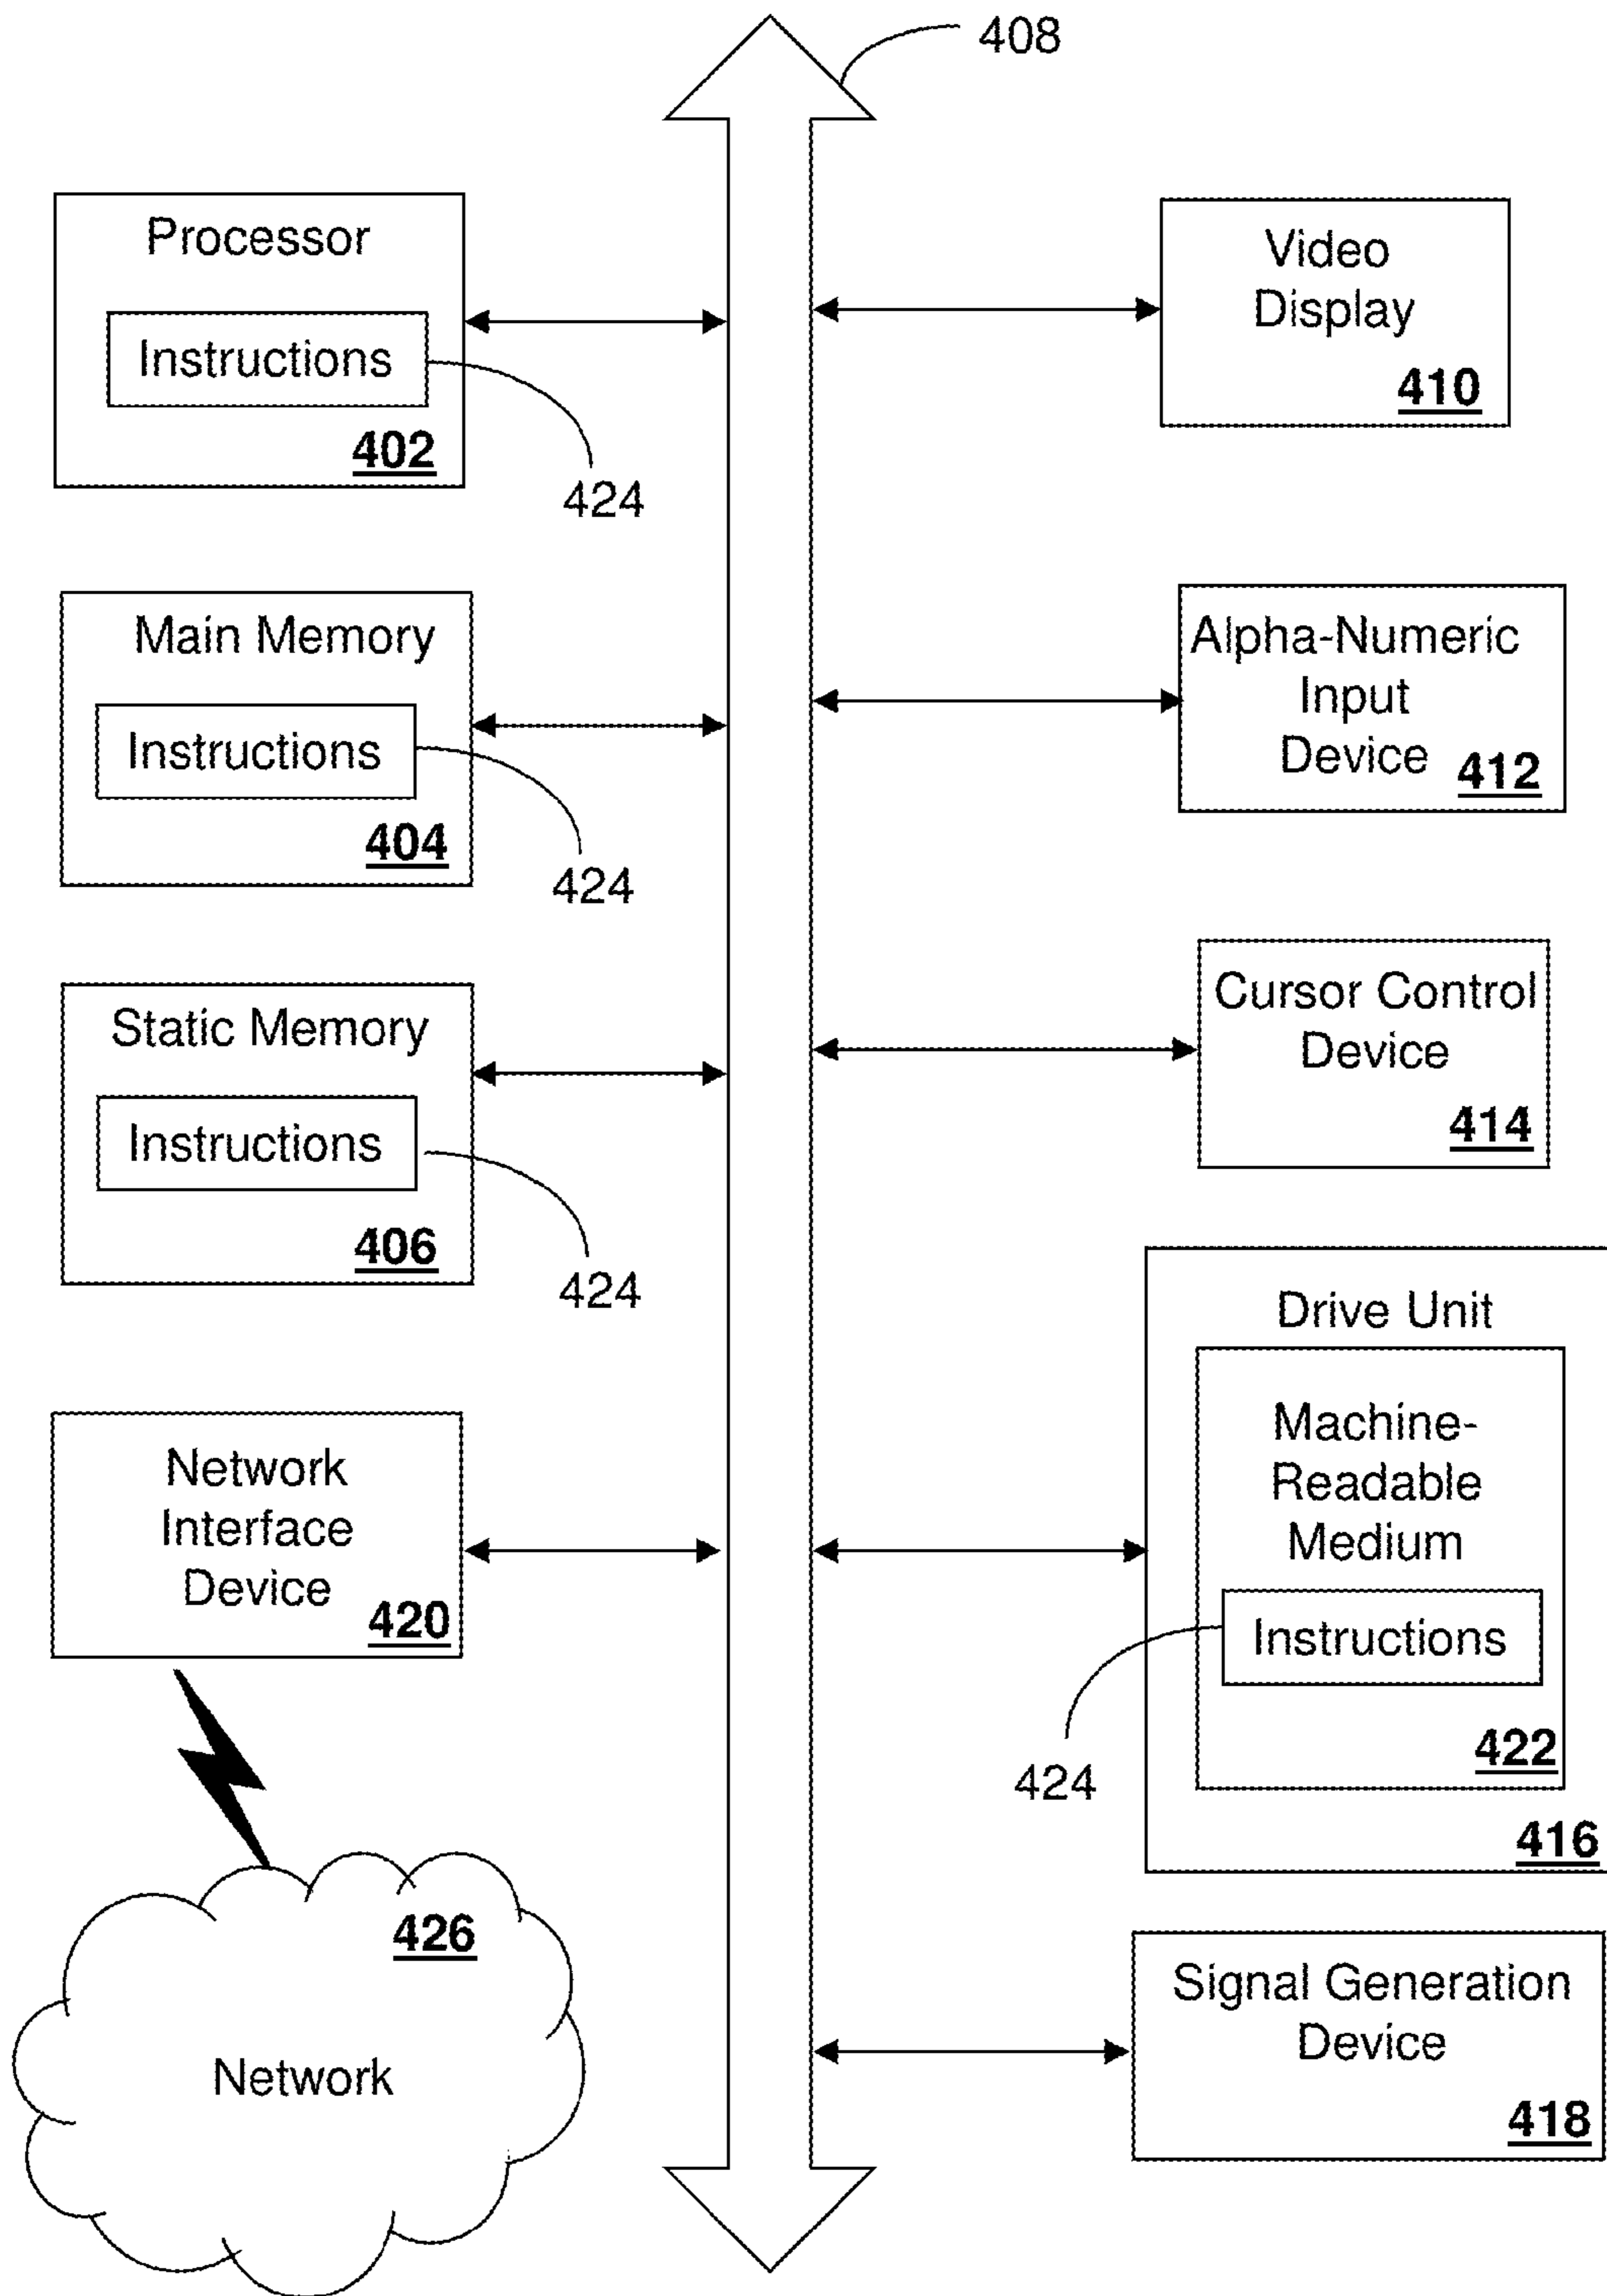 408
Processor
Instructions
402
424
Main Memory
Instructions
404
424
Static Memory
Instructions
406
424
Network
Interface
Device
420
426
Network
Video
Display
410
Alpha-Numeric
Input
Device
412
Cursor Control
Device
414
Drive Unit
Machine-
Readable
Medium
Instructions
424
422
416
Signal Generation
Device
418